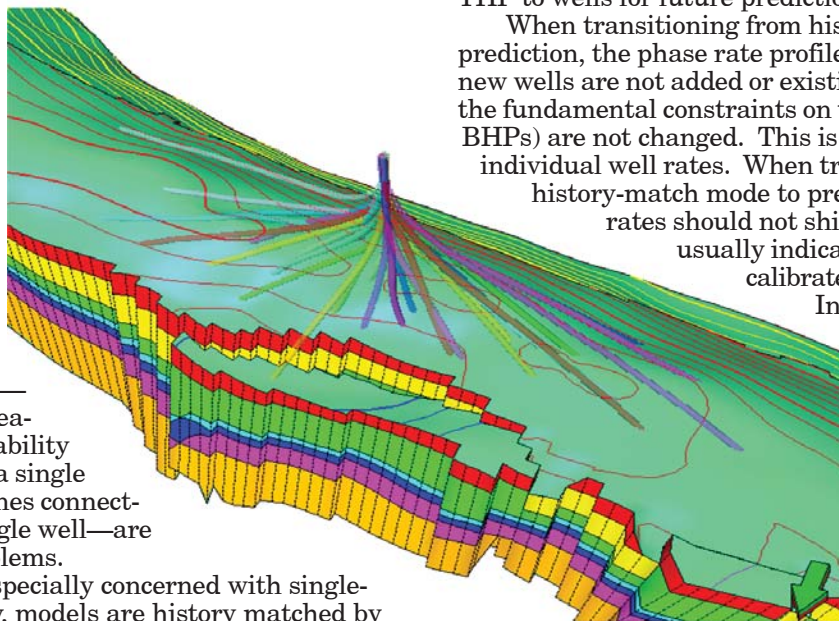 THP to wells for future prediction
When transitioning from his
prediction, the phase rate profile
new wells are not added or existi
the fundamental constraints on
BHPs) are not changed. This is
individual well rates. When tr
history-match mode to pre
rates should not shi
usually indica
calibrate
In
ea-
ability
a single
nes connect-
gle well—are
lems.
specially concerned with single-
models are history matched by